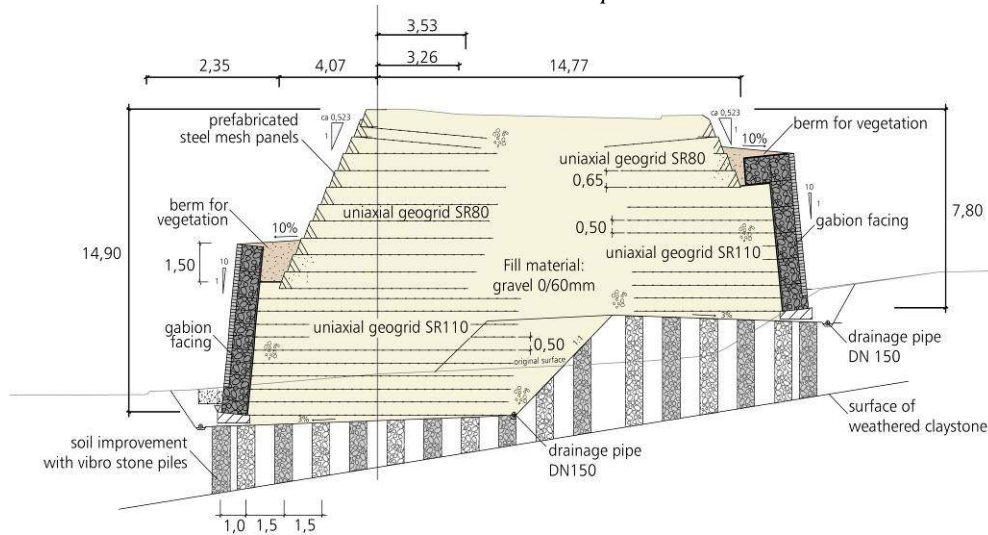 3,53
3,26
2,35
4,07
14,77
ca 0,523
1
prefabricated
steel mesh panels
ca 0,523
1
10%
berm for vegetation
uniaxial geogrid SR80
0,65
berm for
vegetation
10%
uniaxial geogrid SR80
10
1
0,50
gabion facing
7,80
14,90
1,50
uniaxial geogrid SR110
Fill material:
gravel 0/60mm
10
1
gabion
facing
uniaxial geogrid SR110
0,50
original surface
1:1
3%
drainage pipe
DN 150
3%
surface of
weathered claystone
soil improvement
with vibro stone piles
drainage pipe
DN150
1,0
1,5
1,5